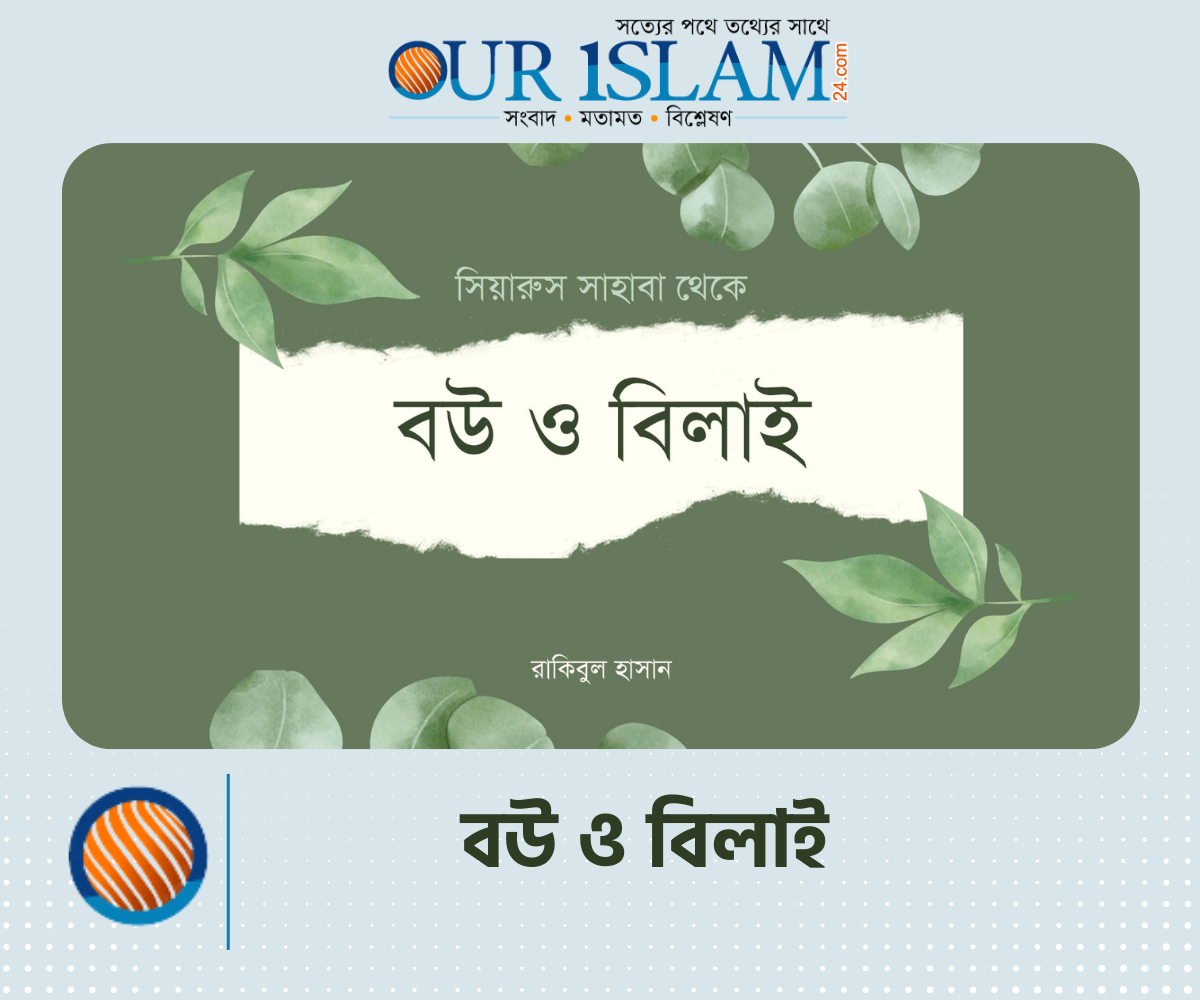 সত্যের পথে তথ্যের সাথে
OUR ISLAM 24.com
সংবাদ • মতামত • বিশ্লেষণ
সিয়ারুস সাহাবা থেকে
বউ ও বিলাই
রাকিবুল হাসান
বউ ও বিলাই